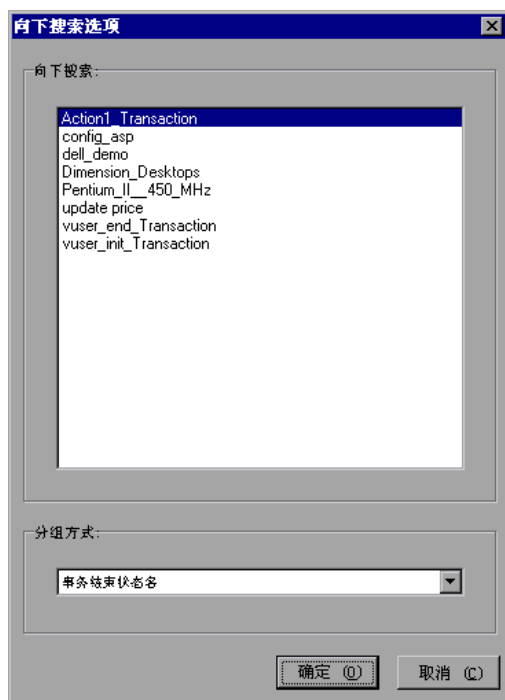 向下搜索选项
向下搜索:
Action1_Transaction
config_asp
dell_demo
Dimension_Desktops
Pentium_II__450_MHz
update price
vuser_end_Transaction
vuser_init_Transaction
分组方式:
事务结束状态名
确定 (O) 取消 (C)